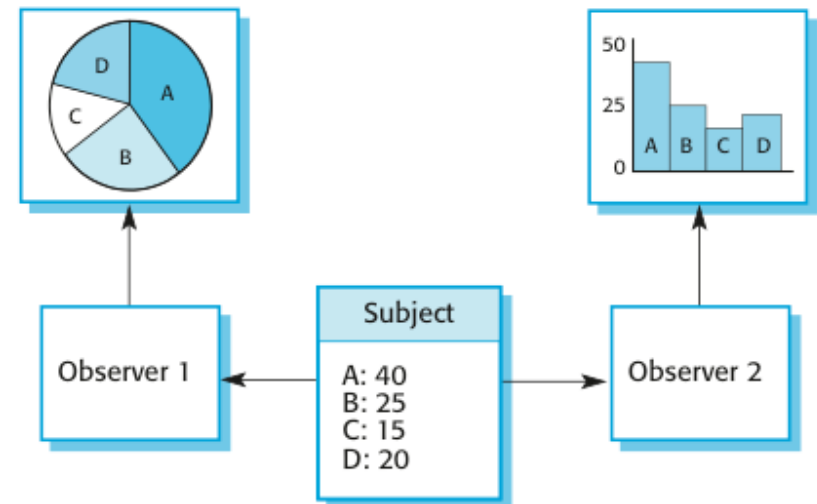 D
A
C
B
50
25
0
A B C D
Observer 1
Subject
A: 40
B: 25
C: 15
D: 20
Observer 2